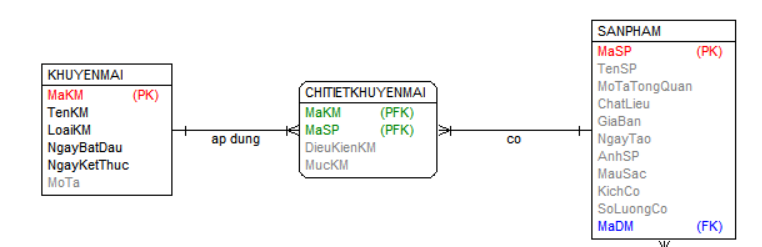 KHUYENMAI
MaKM (PK)
TenKM
LoaiKM
NgayBatDau
NgayKetThuc
MoTa
ap dung
CHITIETKHUYENMAI
MaKM (PFK)
MaSP (PFK)
DieuKienKM
MucKM
co
SANPHAM
MaSP (PK)
TenSP
MoTaTongQuan
ChatLieu
GiaBan
NgayTao
AnhSP
MauSac
KichCo
SoLuongCo
MaDM (FK)